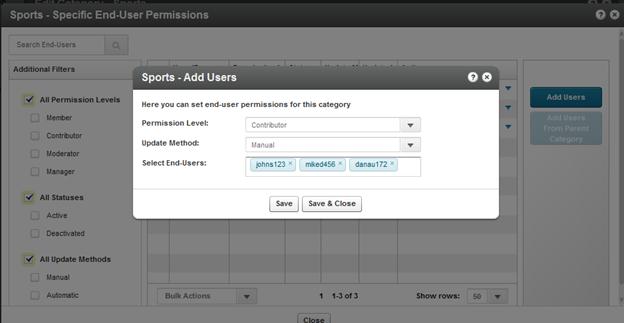 Sports - Specific End-User Permissions
Search End-Users
Additional Filters
All Permission Levels
Member
Contributor
Moderator
Manager
All Statuses
Active
Deactivated
All Update Methods
Manual
Automatic
Sports - Add Users
Here you can set end-user permissions for this category
Permission Level: Contributor
Update Method: Manual
Select End-Users: johns123 × miked456 × danau172 ×
Save Save & Close
Add Users
Add Users
From Parent
Category
Bulk Actions 1 1-3 of 3 Show rows: 50
Close